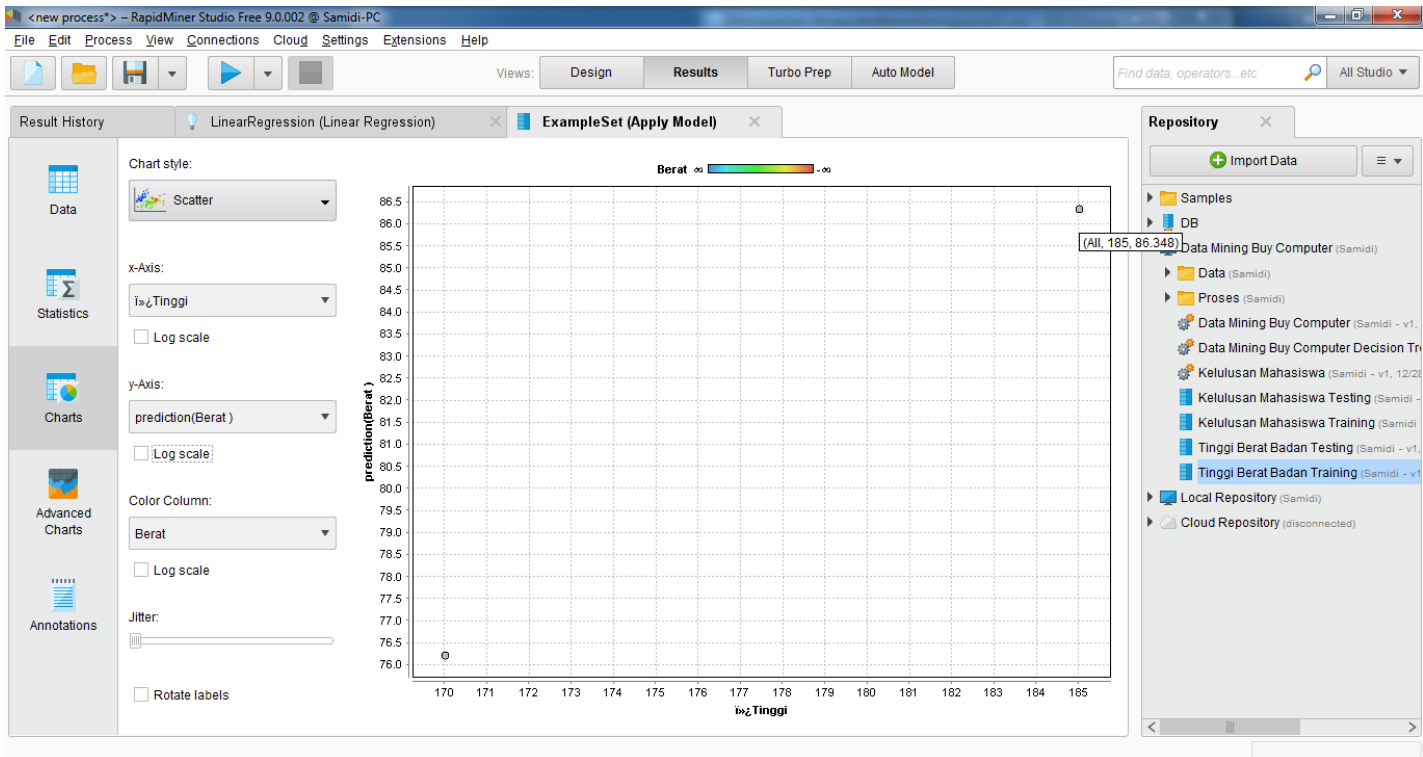 <new process*> – RapidMiner Studio Free 9.0.002 @ Samidi-PC
File Edit Process View Connections Cloud Settings Extensions Help
Views: Design Results Turbo Prep Auto Model Find data, operators...etc All Studio
Result History LinearRegression (Linear Regression) ExampleSet (Apply Model) Repository
Data
Statistics
Charts
Advanced
Charts
Annotations
Chart style:
Scatter
x-Axis:
ï»¿Tinggi
Log scale
y-Axis:
prediction(Berat )
Log scale
Color Column:
Berat
Log scale
Jitter:
Rotate labels
Berat ∞ -∞
86.5
86.0
85.5
85.0
84.5
84.0
83.5
83.0
82.5
82.0
81.5
81.0
80.5
80.0
79.5
79.0
78.5
78.0
77.5
77.0
76.5
76.0
prediction(Berat )
(All, 185, 86.348)
170 171 172 173 174 175 176 177 178 179 180 181 182 183 184 185
ï»¿Tinggi
Import Data
Samples
DB
Data Mining Buy Computer (Samidi)
Data (Samidi)
Proses (Samidi)
Data Mining Buy Computer (Samidi - v1,
Data Mining Buy Computer Decision Tr
Kelulusan Mahasiswa (Samidi - v1, 12/28
Kelulusan Mahasiswa Testing (Samidi -
Kelulusan Mahasiswa Training (Samidi
Tinggi Berat Badan Testing (Samidi - v1,
Tinggi Berat Badan Training (Samidi - v1
Local Repository (Samidi)
Cloud Repository (disconnected)